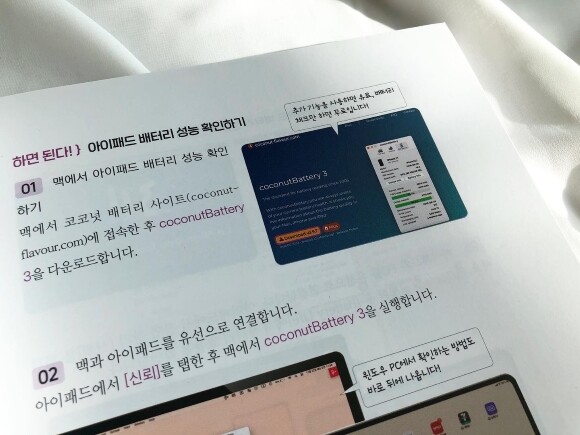 하면 된다! } 아이패드 배터리 성능 확인하기
01 맥에서 아이패드 배터리 성능 확인
하기
맥에서 코코넛 배터리 사이트(coconut-
flavour.com)에 접속한 후 coconutBattery
3을 다운로드합니다.
추가 기능을 사용하면 유료, 배터리
체크만 하면 무료입니다!
coconut-flavour.com
coconutBattery 3
02 맥과 아이패드를 유선으로 연결합니다.
아이패드에서 [신뢰]를 탭한 후 맥에서 coconutBattery 3을 실행합니다.
윈도우 PC에서 확인하는 방법도
바로 뒤에 나옵니다!